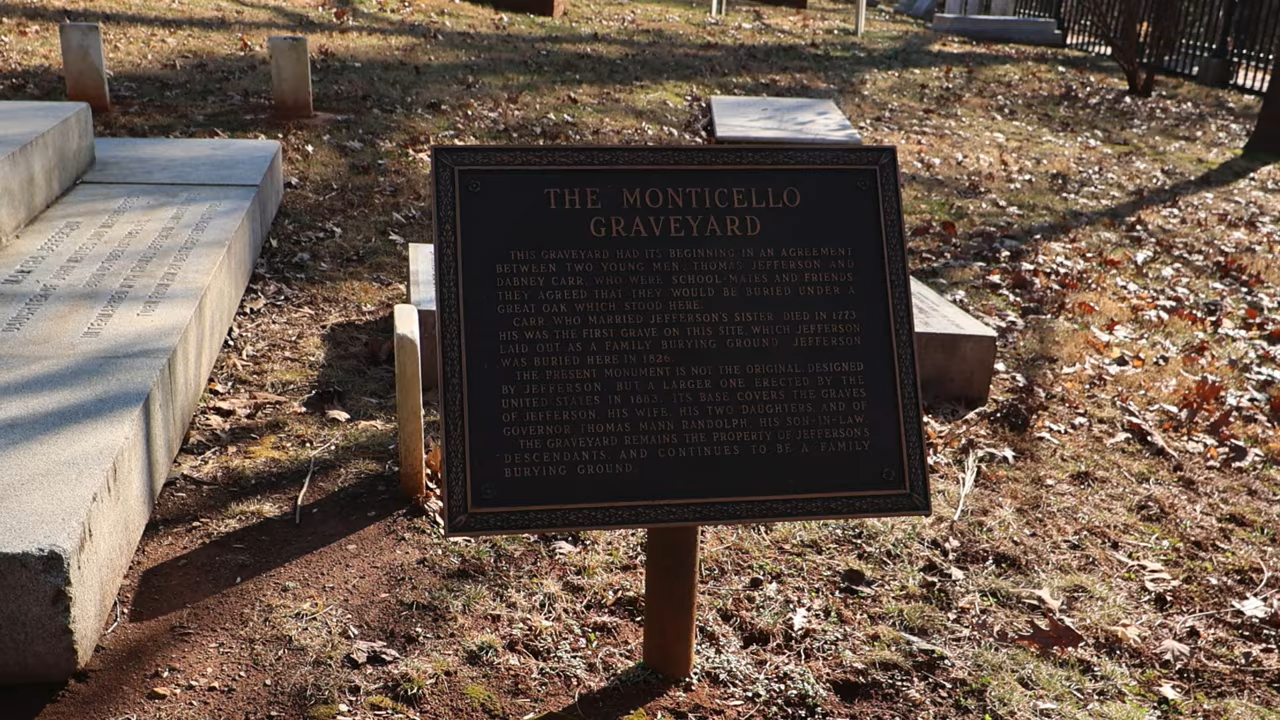 THE MONTICELLO
GRAVEYARD
THIS GRAVEYARD HAD ITS BEGINNING IN AN AGREEMENT
BETWEEN TWO YOUNG MEN, THOMAS JEFFERSON AND
DABNEY CARR, WHO WERE SCHOOL-MATES AND FRIENDS.
THEY AGREED THAT THEY WOULD BE BURIED UNDER A
GREAT OAK WHICH STOOD HERE.
CARR, WHO MARRIED JEFFERSON'S SISTER, DIED IN 1773.
HIS WAS THE FIRST GRAVE ON THIS SITE, WHICH JEFFERSON
LAID OUT AS A FAMILY BURYING GROUND. JEFFERSON
WAS BURIED HERE IN 1826.
THE PRESENT MONUMENT IS NOT THE ORIGINAL, DESIGNED
BY JEFFERSON, BUT A LARGER ONE ERECTED BY THE
UNITED STATES IN 1883. ITS BASE COVERS THE GRAVES
OF JEFFERSON, HIS WIFE, HIS TWO DAUGHTERS, AND OF
GOVERNOR THOMAS MANN RANDOLPH, HIS SON-IN-LAW.
THE GRAVEYARD REMAINS THE PROPERTY OF JEFFERSON'S
DESCENDANTS, AND CONTINUES TO BE A FAMILY
BURYING GROUND.